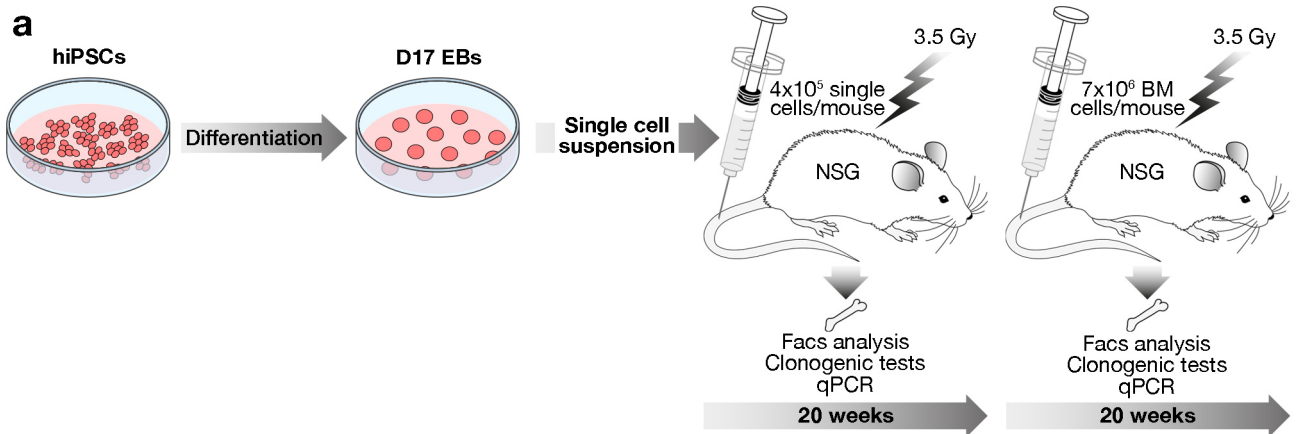 a
hiPSCs
Differentiation
D17 EBs
Single cell
suspension
3.5 Gy
4x10⁵ single
cells/mouse
NSG
Facs analysis
Clonogenic tests
qPCR
20 weeks
3.5 Gy
7x10⁶ BM
cells/mouse
NSG
Facs analysis
Clonogenic tests
qPCR
20 weeks